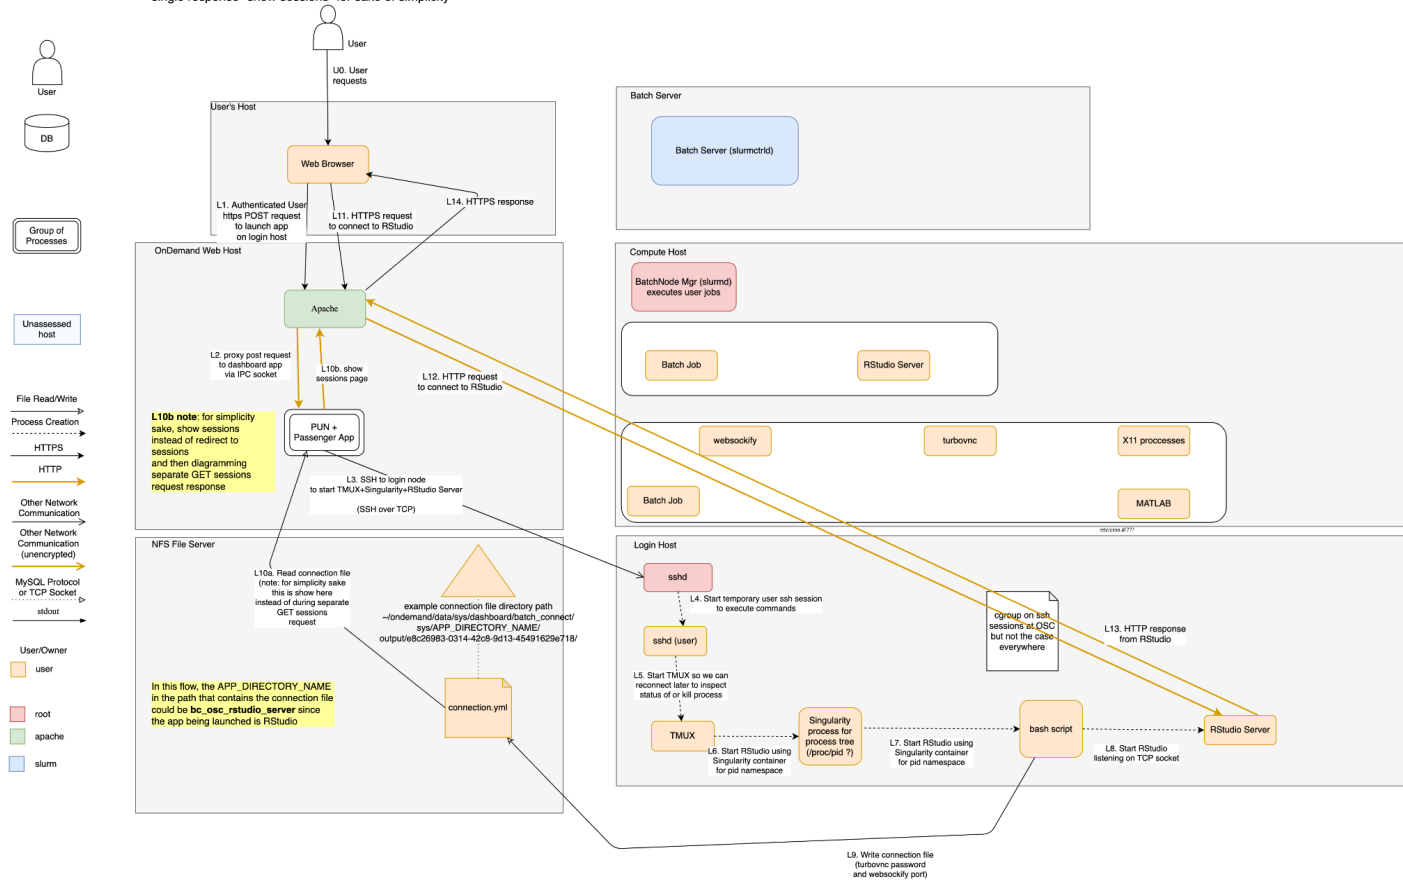 single response "show sessions" for sake of simplicity
User
U0. User
requests
User
DB
Group of
Processes
Unassessed
host
File Read/Write
Process Creation
HTTPS
HTTP
Other Network
Communication
Other Network
Communication
(unencrypted)
MySQL Protocol
or TCP Socket
stdout
User/Owner
user
root
apache
slurm
User's Host
Web Browser
L1. Authenticated User
https POST request
to launch app
on login host
L11. HTTPS request
to connect to RStudio
L14. HTTPS response
OnDemand Web Host
Apache
L2. proxy post request
to dashboard app
via IPC socket
L10b. show
sessions page
L12. HTTP request
to connect to RStudio
L10b note: for simplicity
sake, show sessions
instead of redirect to
sessions
and then diagramming
separate GET sessions
request response
PUN +
Passenger App
L3. SSH to login node
to start TMUX+Singularity+RStudio Server
(SSH over TCP)
NFS File Server
L10a. Read connection file
(note: for simplicity sake
this is show here
instead of during separate
GET sessions
request
example connection file directory path
~/ondemand/data/sys/dashboard/batch_connect/
sys/APP_DIRECTORY_NAME/
output/e8c26983-0314-42c8-9d13-45491629e718/
In this flow, the APP_DIRECTORY_NAME
in the path that contains the connection file
could be bc_osc_rstudio_server since
the app being launched is RStudio
connection.yml
Batch Server
Batch Server (slurmctrld)
Compute Host
BatchNode Mgr (slurmd)
executes user jobs
Batch Job
RStudio Server
websockify
turbovnc
X11 proccesses
Batch Job
MATLAB
/etc/cron.d/???
Login Host
sshd
L4. Start temporary user ssh session
to execute commands
sshd (user)
L5. Start TMUX so we can
reconnect later to inspect
status of or kill process
TMUX
L6. Start RStudio using
Singularity container
for pid namespace
Singularity
process for
process tree
(/proc/pid ?)
L7. Start RStudio using
Singularity container
for pid namespace
bash script
L8. Start RStudio
listening on TCP socket
RStudio Server
cgroup on ssh
sessions at OSC
but not the case
everywhere
L13. HTTP response
from RStudio
L9. Write connection file
(turbovnc password
and websockify port)